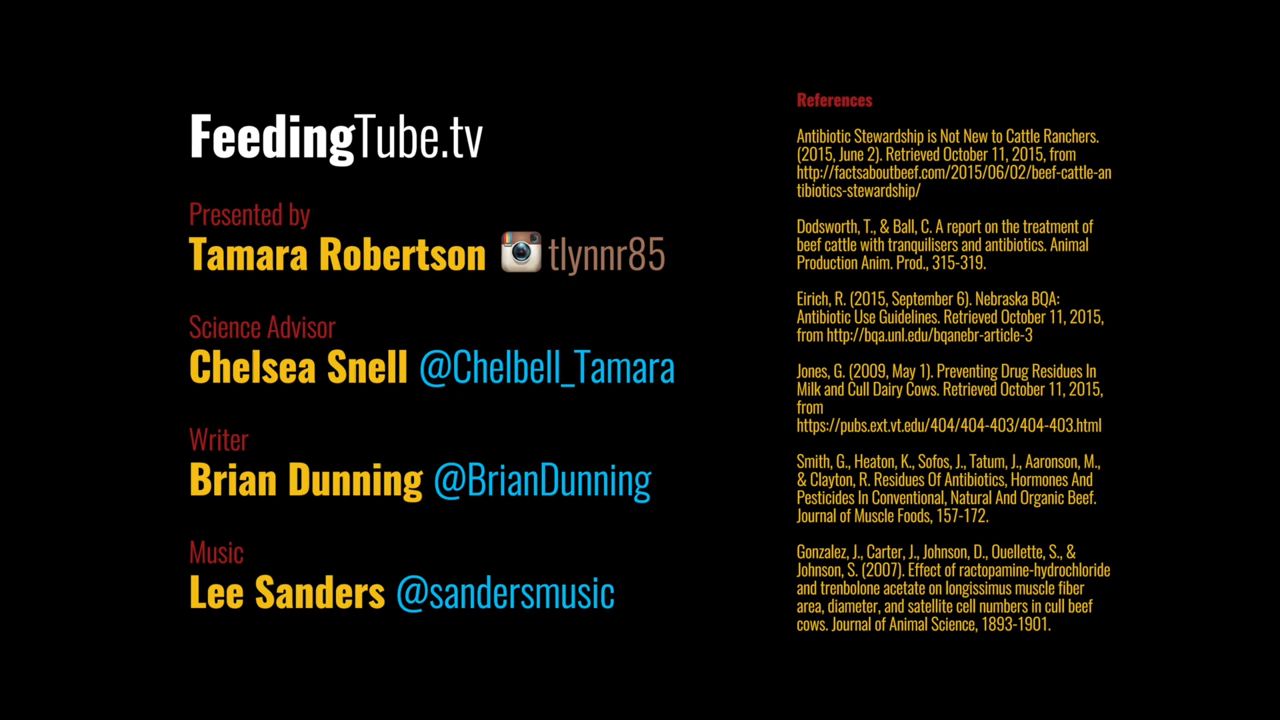 FeedingTube.tv
Presented by
Tamara Robertson tlynnr85
Science Advisor
Chelsea Snell @Chelbell_Tamara
Writer
Brian Dunning @BrianDunning
Music
Lee Sanders @sandersmusic
References
Antibiotic Stewardship is Not New to Cattle Ranchers.
(2015, June 2). Retrieved October 11, 2015, from
http://factsaboutbeef.com/2015/06/02/beef-cattle-an
tibiotics-stewardship/
Dodsworth, T., & Ball, C. A report on the treatment of
beef cattle with tranquilisers and antibiotics. Animal
Production Anim. Prod., 315-319.
Eirich, R. (2015, September 6). Nebraska BQA:
Antibiotic Use Guidelines. Retrieved October 11, 2015,
from http://bqa.unl.edu/bqanebr-article-3
Jones, G. (2009, May 1). Preventing Drug Residues In
Milk and Cull Dairy Cows. Retrieved October 11, 2015,
from
https://pubs.ext.vt.edu/404/404-403/404-403.html
Smith, G., Heaton, K., Sofos, J., Tatum, J., Aaronson, M.,
& Clayton, R. Residues Of Antibiotics, Hormones And
Pesticides In Conventional, Natural And Organic Beef.
Journal of Muscle Foods, 157-172.
Gonzalez, J., Carter, J., Johnson, D., Ouellette, S., &
Johnson, S. (2007). Effect of ractopamine-hydrochloride
and trenbolone acetate on longissimus muscle fiber
area, diameter, and satellite cell numbers in cull beef
cows. Journal of Animal Science, 1893-1901.